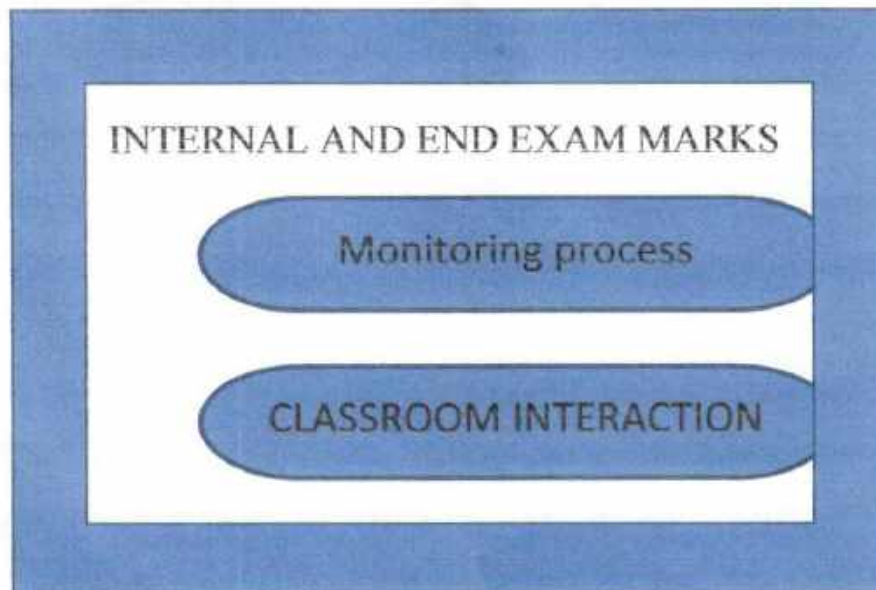 INTERNAL AND END EXAM MARKS
Monitoring process
CLASSROOM INTERACTION